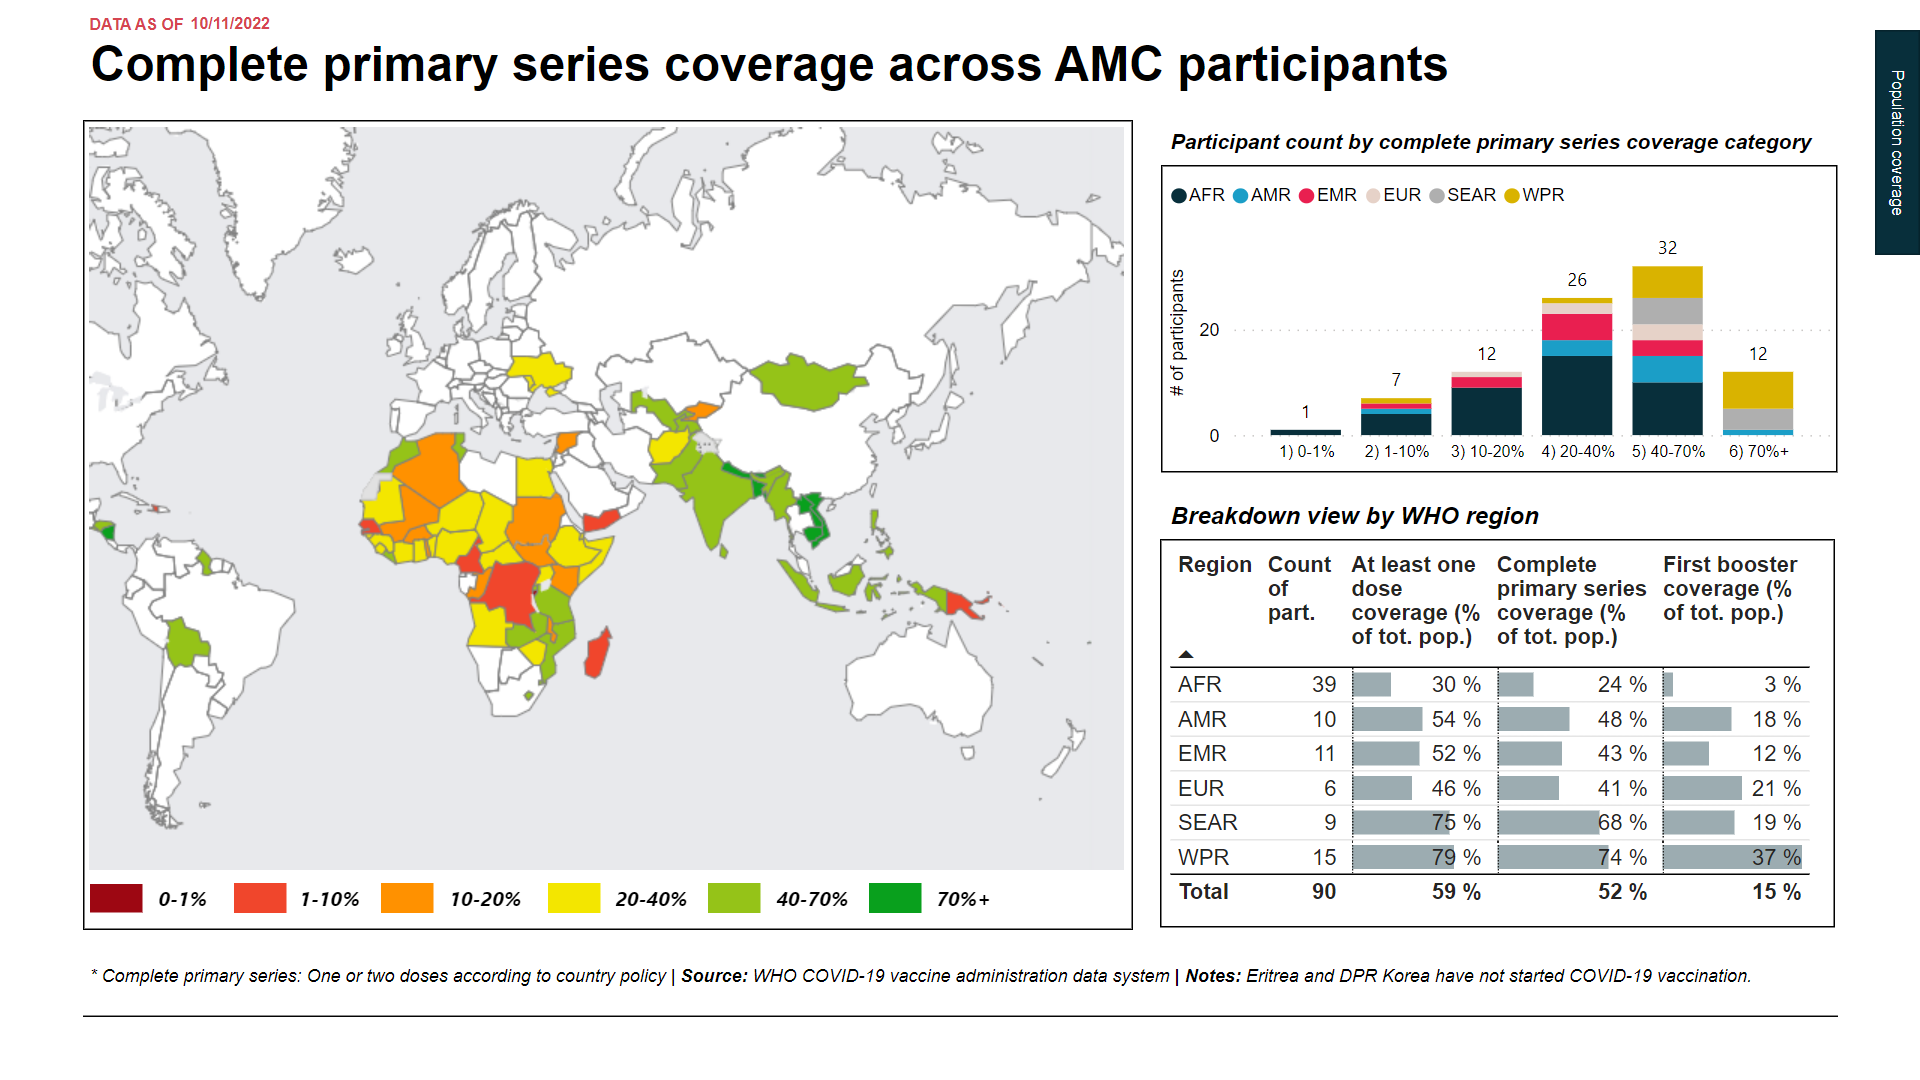 DATA AS OF 10/11/2022
Complete primary series coverage across AMC participants
Population coverage
0-1%
1-10%
10-20%
20-40%
40-70%
70%+
Participant count by complete primary series coverage category
AFR AMR EMR EUR SEAR WPR
# of participants
20
0
1
7
12
26
32
12
1) 0-1%
2) 1-10%
3) 10-20%
4) 20-40%
5) 40-70%
6) 70%+
Breakdown view by WHO region
Region Count At least one Complete First booster
of dose primary series coverage (%
part. coverage (% coverage (% of tot. pop.)
of tot. pop.) of tot. pop.)
AFR 39 30 % 24 % 3 %
AMR 10 54 % 48 % 18 %
EMR 11 52 % 43 % 12 %
EUR 6 46 % 41 % 21 %
SEAR 9 75 % 68 % 19 %
WPR 15 79 % 74 % 37 %
Total 90 59 % 52 % 15 %
* Complete primary series: One or two doses according to country policy | Source: WHO COVID-19 vaccine administration data system | Notes: Eritrea and DPR Korea have not started COVID-19 vaccination.